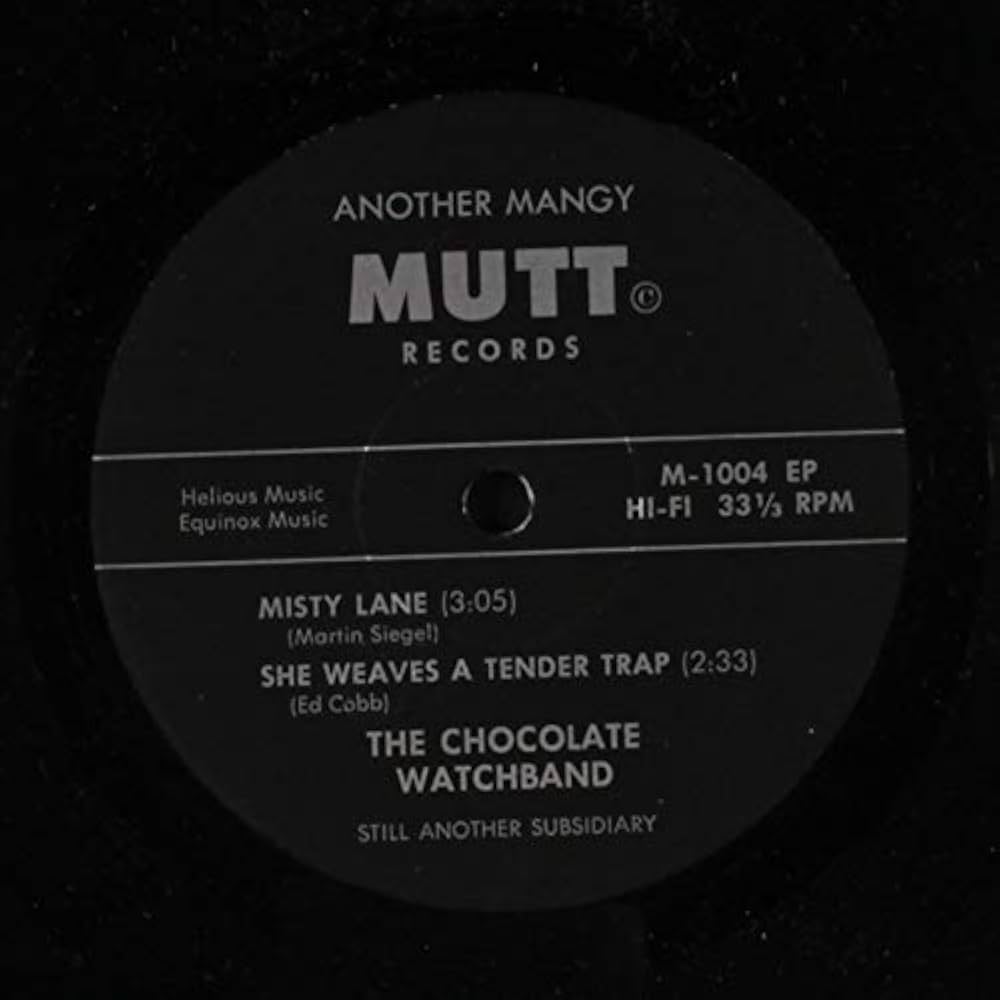 ANOTHER MANGY
MUTT©
RECORDS
Helious Music
Equinox Music
M-1004 EP
HI-FI 33⅓ RPM
MISTY LANE (3:05)
(Martin Siegel)
SHE WEAVES A TENDER TRAP (2:33)
(Ed Cobb)
THE CHOCOLATE
WATCHBAND
STILL ANOTHER SUBSIDIARY